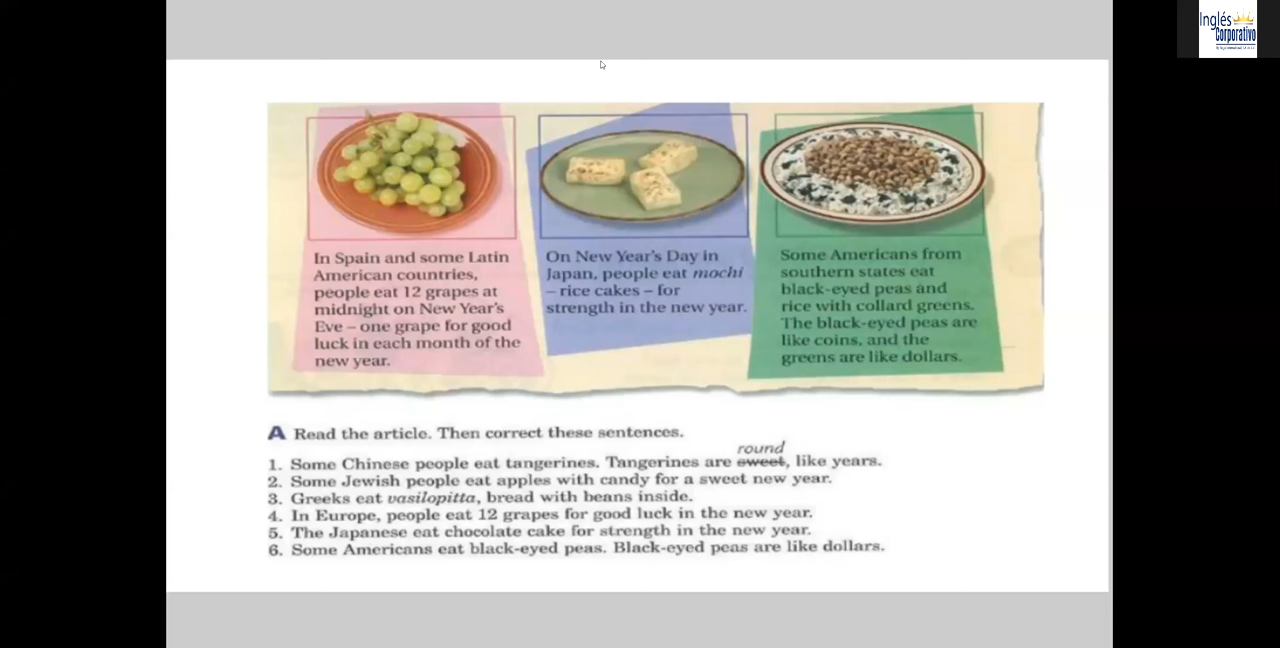 Inglés
Corporativo
In Spain and some Latin
American countries,
people eat 12 grapes at
midnight on New Year's
Eve – one grape for good
luck in each month of the
new year.
On New Year's Day in
Japan, people eat mochi
– rice cakes – for
strength in the new year.
Some Americans from
southern states eat
black-eyed peas and
rice with collard greens.
The black-eyed peas are
like coins, and the
greens are like dollars.
A Read the article. Then correct these sentences.
round
1. Some Chinese people eat tangerines. Tangerines are sweet, like years.
2. Some Jewish people eat apples with candy for a sweet new year.
3. Greeks eat vasilopitta, bread with beans inside.
4. In Europe, people eat 12 grapes for good luck in the new year.
5. The Japanese eat chocolate cake for strength in the new year.
6. Some Americans eat black-eyed peas. Black-eyed peas are like dollars.